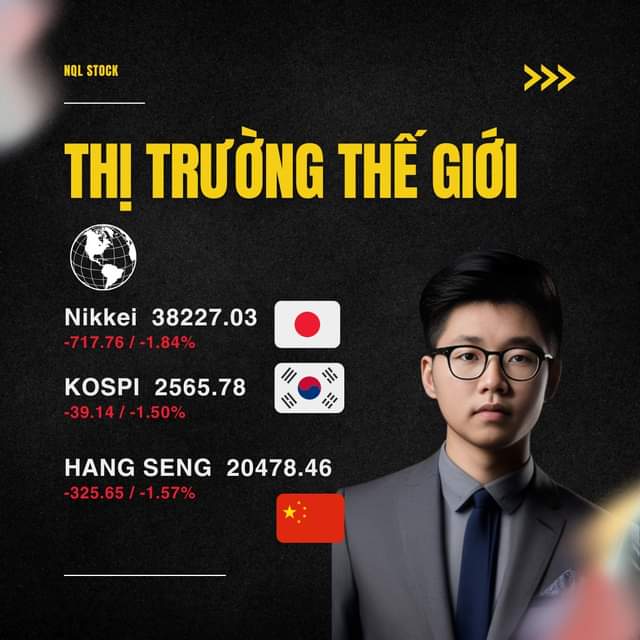 NQL STOCK
THỊ TRƯỜNG THẾ GIỚI
Nikkei 38227.03
-717.76 / -1.84%
KOSPI 2565.78
-39.14 / -1.50%
HANG SENG 20478.46
-325.65 / -1.57%